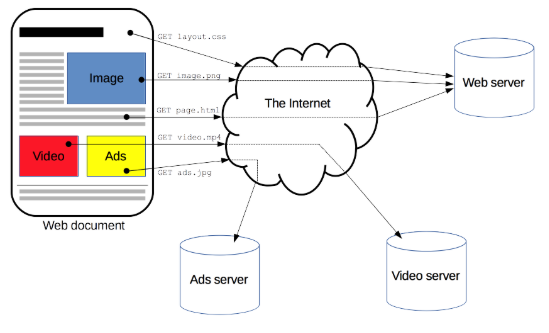 GET layout.css
Image
GET image.png
The Internet
Web server
GET page.html
Video
Ads
GET video.mp4
GET ads.jpg
Web document
Ads server
Video server